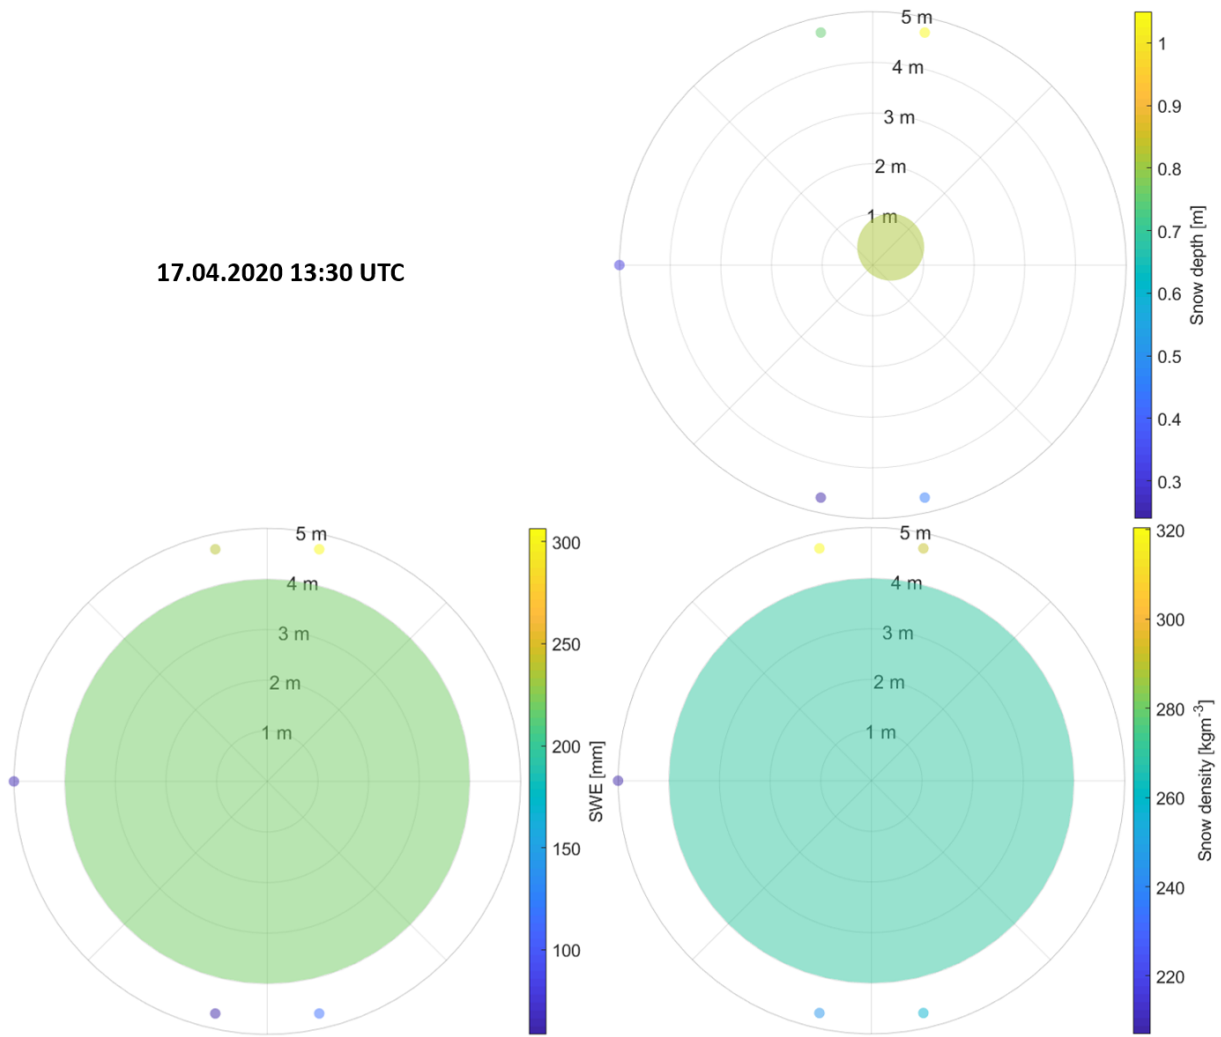 5 m
4 m
3 m
2 m
1 m
1
0.9
0.8
0.7
0.6
0.5
0.4
0.3
Snow depth [m]
17.04.2020 13:30 UTC
5 m
4 m
3 m
2 m
1 m
300
250
200
150
100
SWE [mm]
5 m
4 m
3 m
2 m
1 m
320
300
280
260
240
220
Snow density [kgm-3]